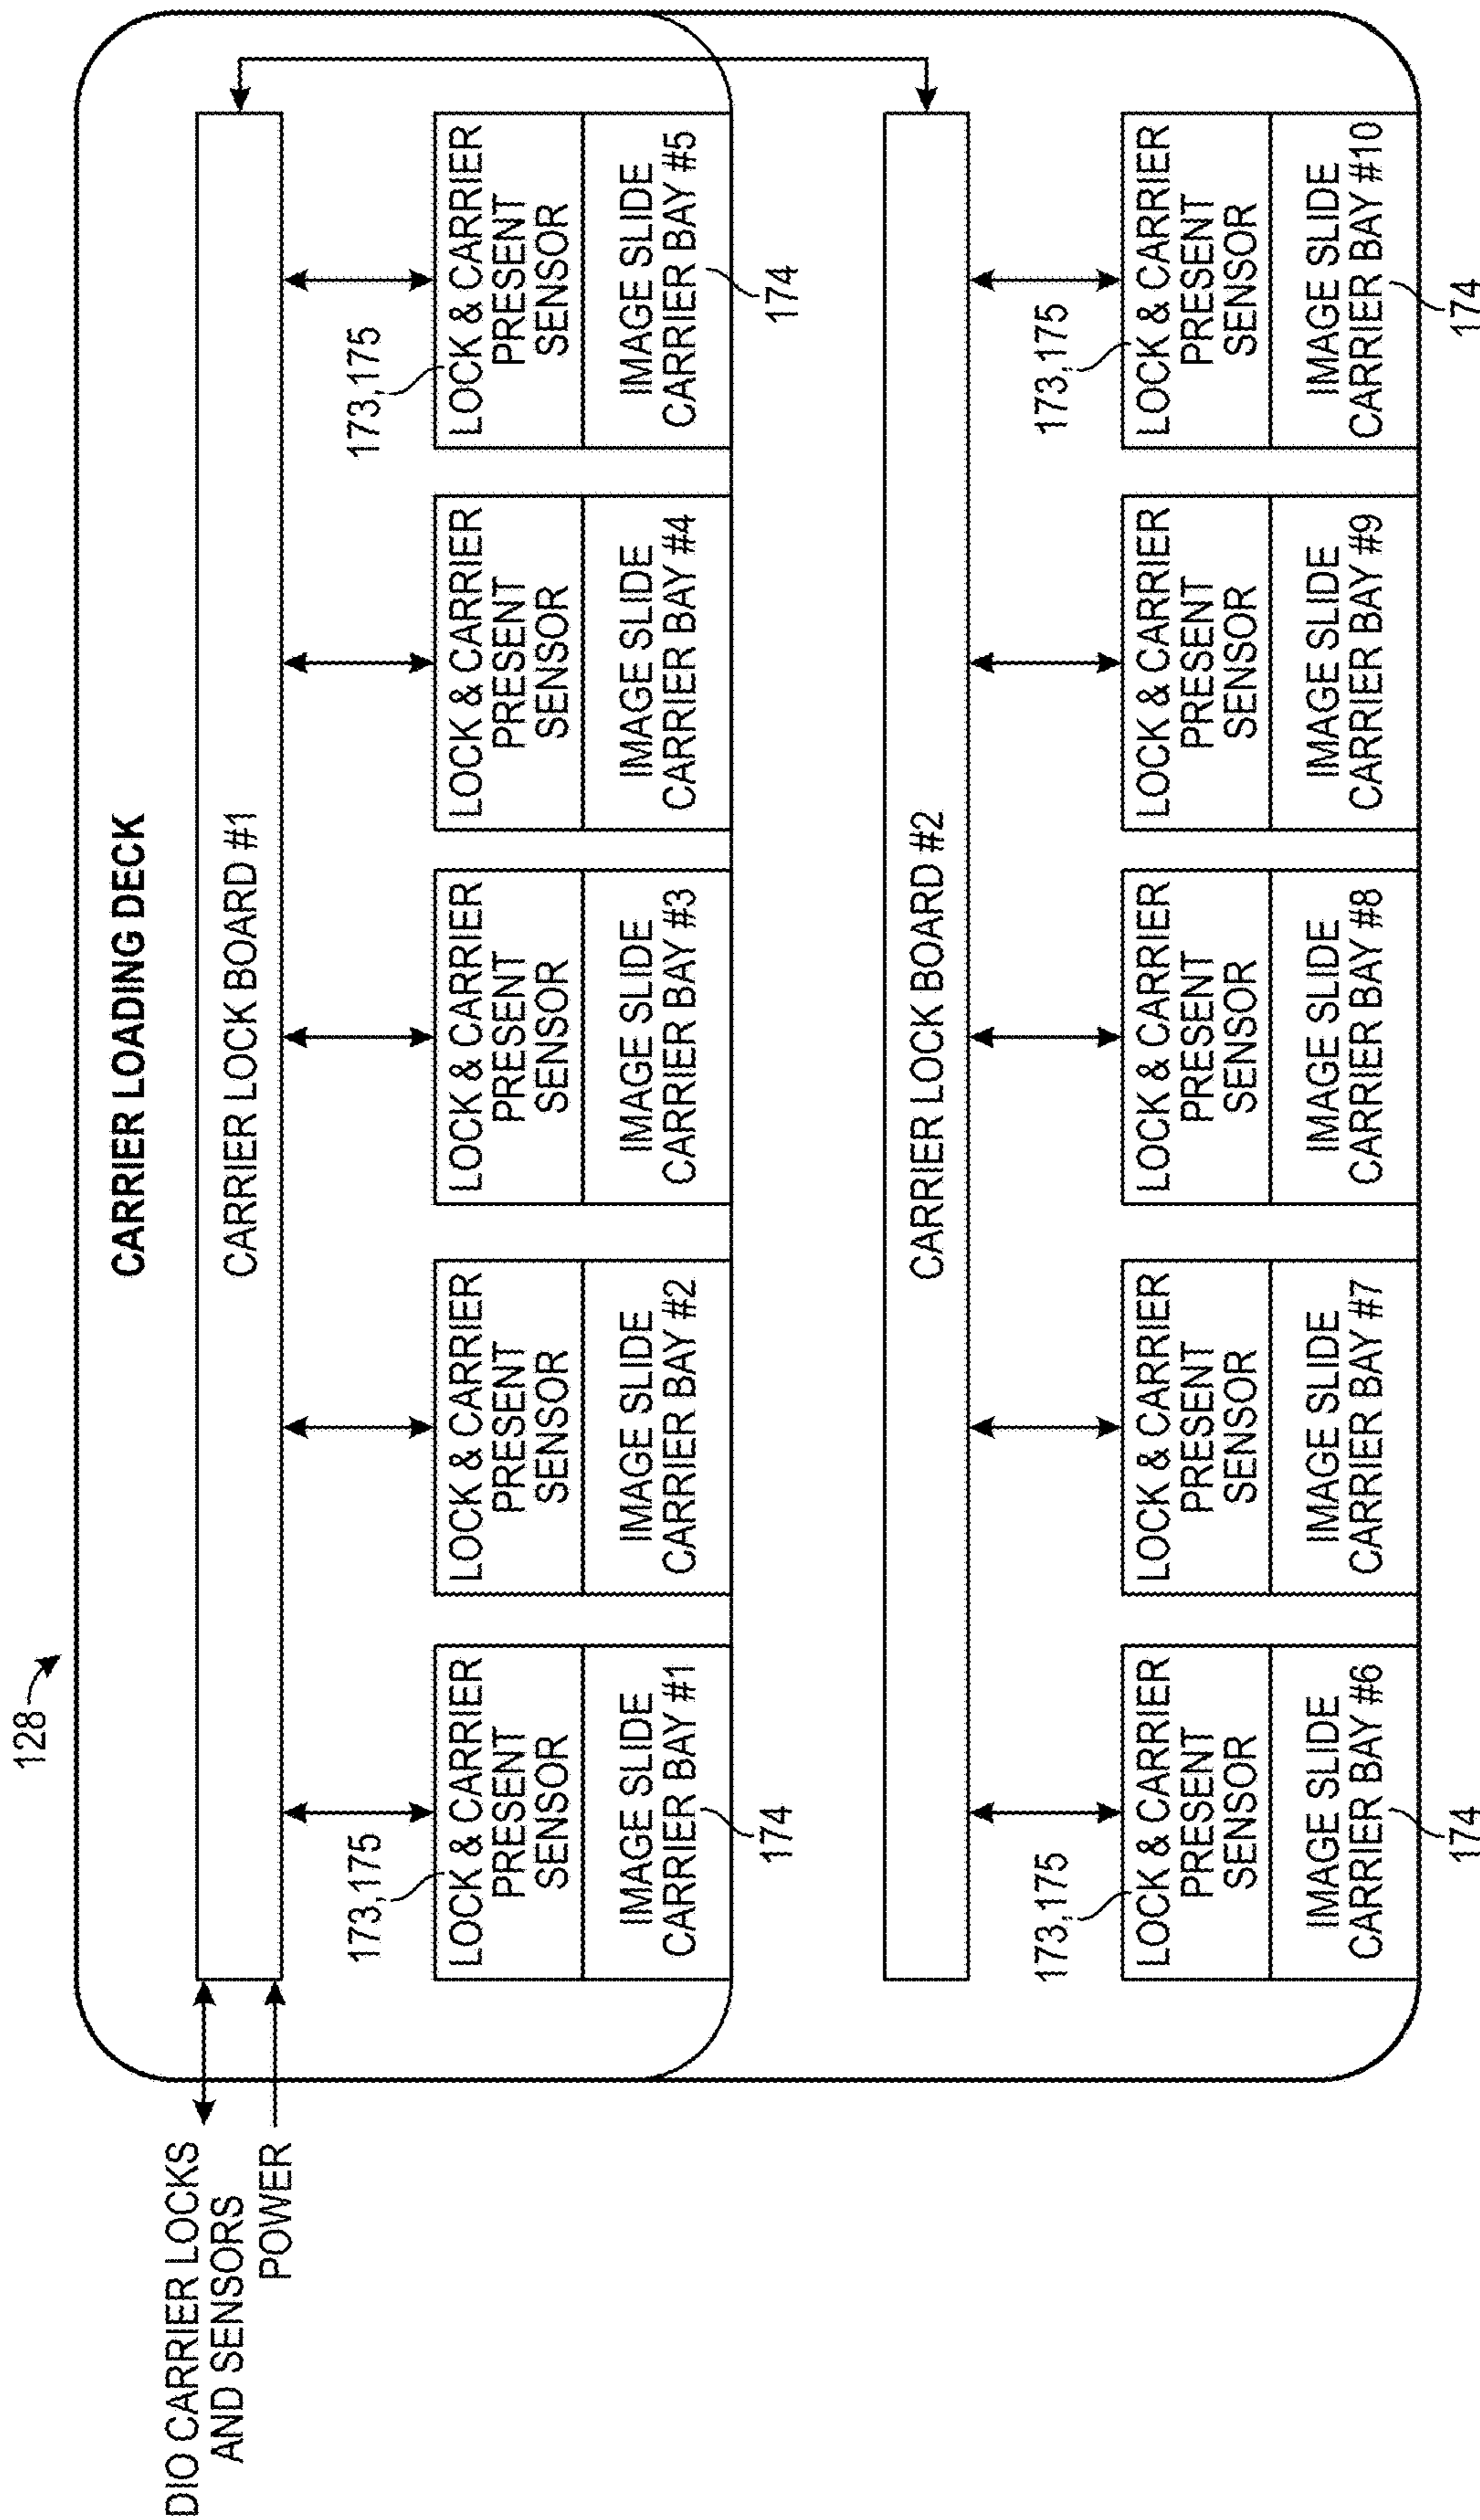 128
CARRIER LOADING DECK
DIO CARRIER LOCKS
AND SENSORS
POWER
CARRIER LOCK BOARD #1
173,175
LOCK & CARRIER
PRESENT
SENSOR
IMAGE SLIDE
CARRIER BAY #1
174
LOCK & CARRIER
PRESENT
SENSOR
IMAGE SLIDE
CARRIER BAY #2
LOCK & CARRIER
PRESENT
SENSOR
IMAGE SLIDE
CARRIER BAY #3
LOCK & CARRIER
PRESENT
SENSOR
IMAGE SLIDE
CARRIER BAY #4
173,175
LOCK & CARRIER
PRESENT
SENSOR
IMAGE SLIDE
CARRIER BAY #5
174
CARRIER LOCK BOARD #2
173,175
LOCK & CARRIER
PRESENT
SENSOR
IMAGE SLIDE
CARRIER BAY #6
174
LOCK & CARRIER
PRESENT
SENSOR
IMAGE SLIDE
CARRIER BAY #7
LOCK & CARRIER
PRESENT
SENSOR
IMAGE SLIDE
CARRIER BAY #8
LOCK & CARRIER
PRESENT
SENSOR
IMAGE SLIDE
CARRIER BAY #9
173,175
LOCK & CARRIER
PRESENT
SENSOR
IMAGE SLIDE
CARRIER BAY #10
174